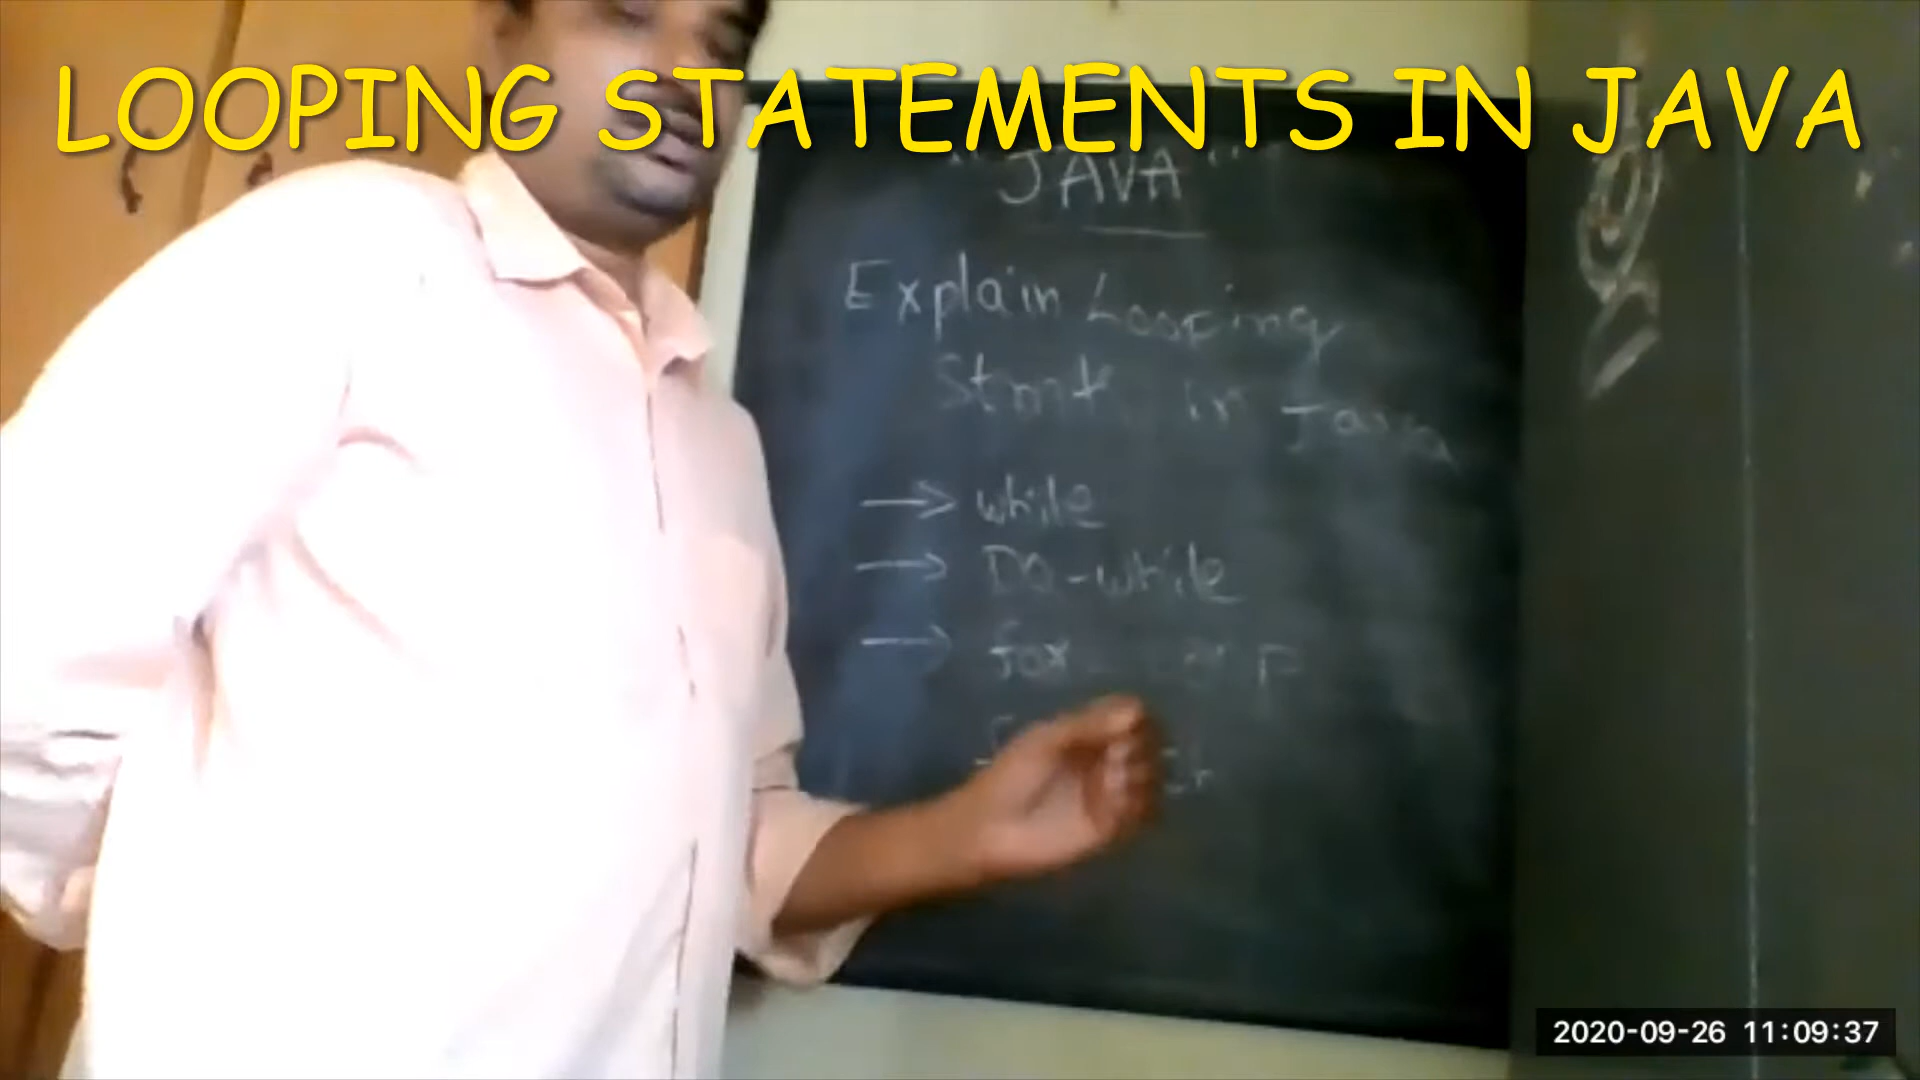 LOOPING STATEMENTS IN JAVA
"JAVA"
Explain Looping
Stmt in Java
→ while
→ Do-while
→ for
2020-09-26 11:09:37